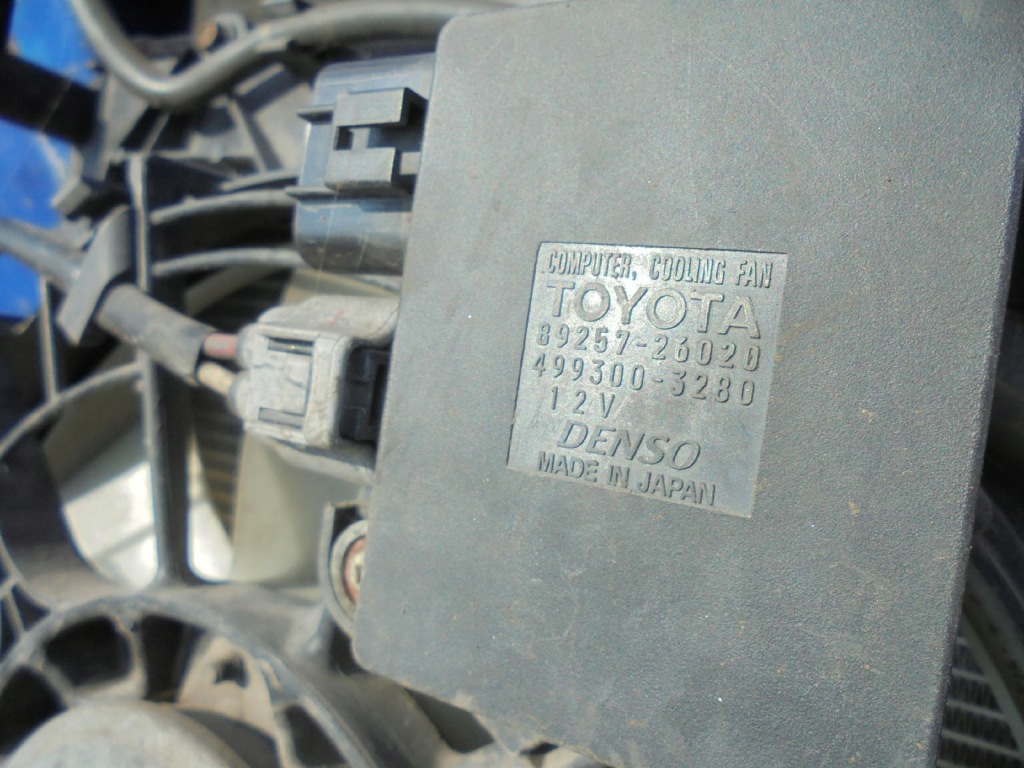 COMPUTER, COOLING FAN
TOYOTA
89257-26020
499300-3280
12V
DENSO
MADE IN JAPAN